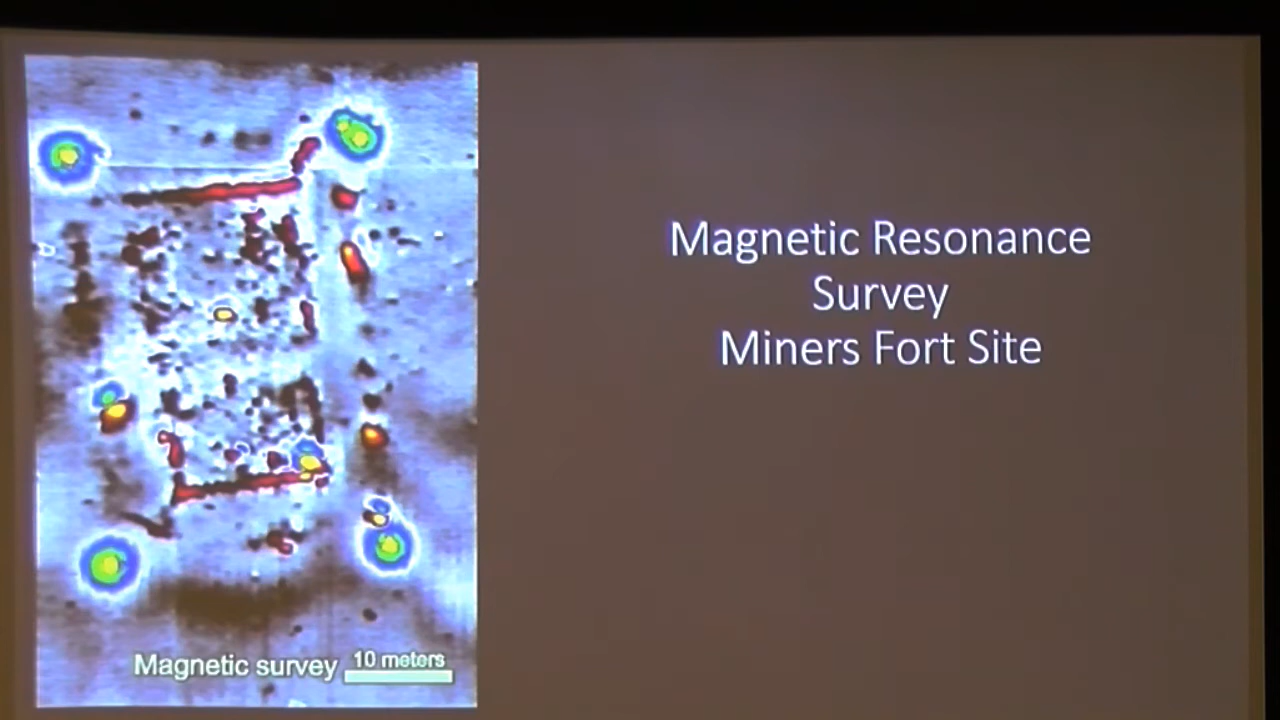 Magnetic Resonance
Survey
Miners Fort Site
Magnetic survey
10 meters